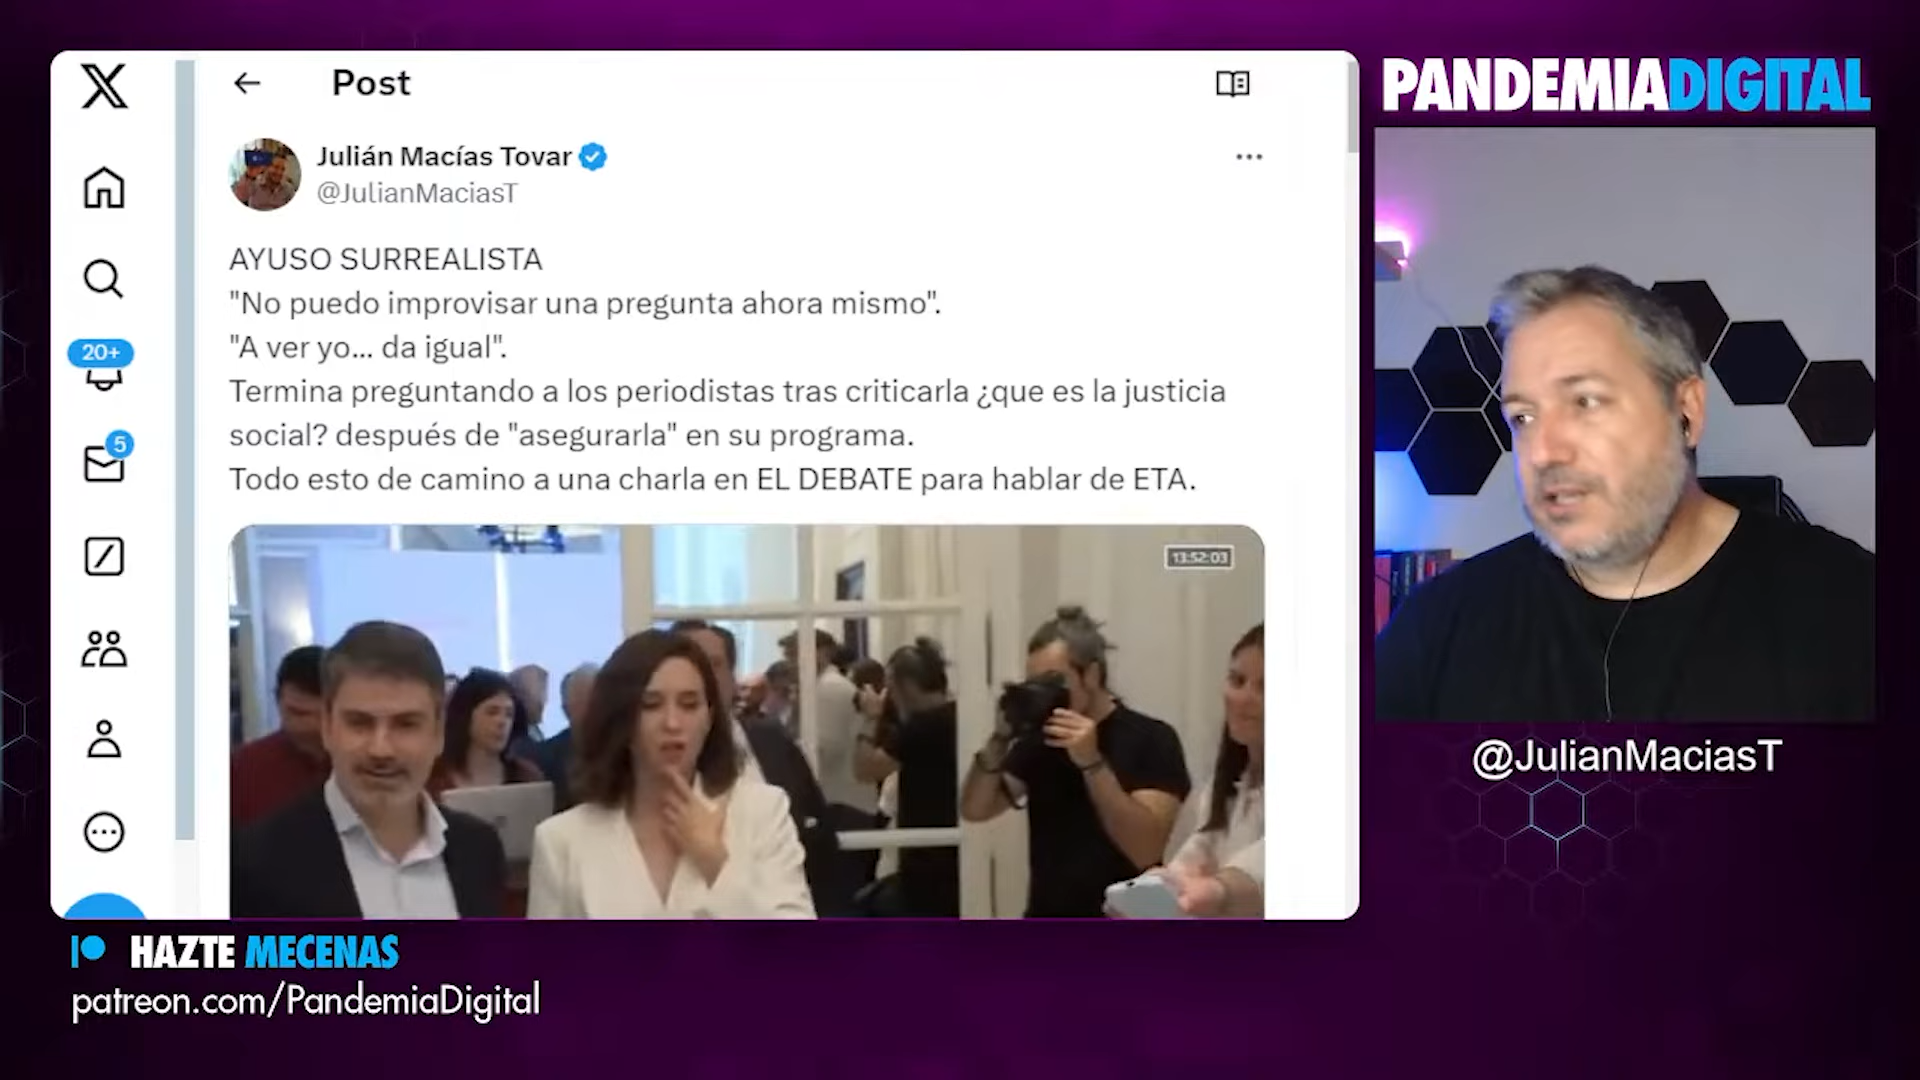 Post
Julián Macías Tovar
@JulianMaciasT
AYUSO SURREALISTA
"No puedo improvisar una pregunta ahora mismo".
"A ver yo... da igual".
Termina preguntando a los periodistas tras criticarla ¿que es la justicia
social? después de "asegurarla" en su programa.
Todo esto de camino a una charla en EL DEBATE para hablar de ETA.
20+
5
13:52:03
PANDEMIADIGITAL
@JulianMaciasT
HAZTE MECENAS
patreon.com/PandemiaDigital